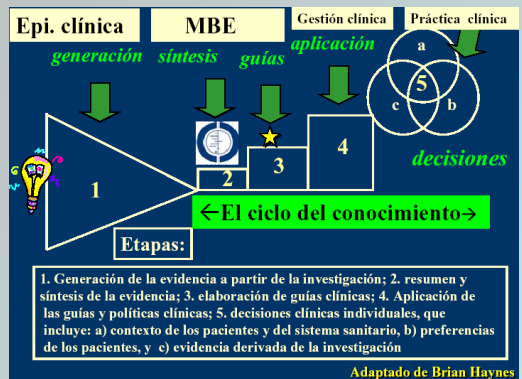 Epi. clínica
MBE
Gestión clínica
Práctica clínica
generación
síntesis
guías
aplicación
a
5
c
b
decisiones
1
2
3
4
←El ciclo del conocimiento→
Etapas:
1. Generación de la evidencia a partir de la investigación; 2. resumen y
síntesis de la evidencia; 3. elaboración de guías clínicas; 4. Aplicación de
las guías y políticas clínicas; 5. decisiones clínicas individuales, que
incluye: a) contexto de los pacientes y del sistema sanitario, b) preferencias
de los pacientes, y c) evidencia derivada de la investigación
Adaptado de Brian Haynes